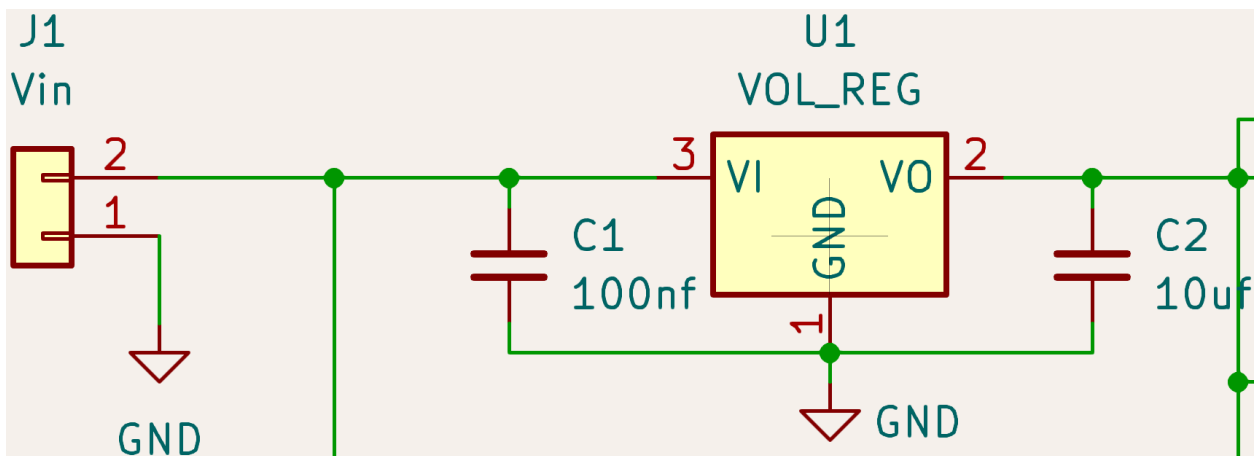 J1
Vin
2
1
GND
U1
VOL_REG
3
VI
VO
2
GND
1
C1
100nf
GND
C2
10uf